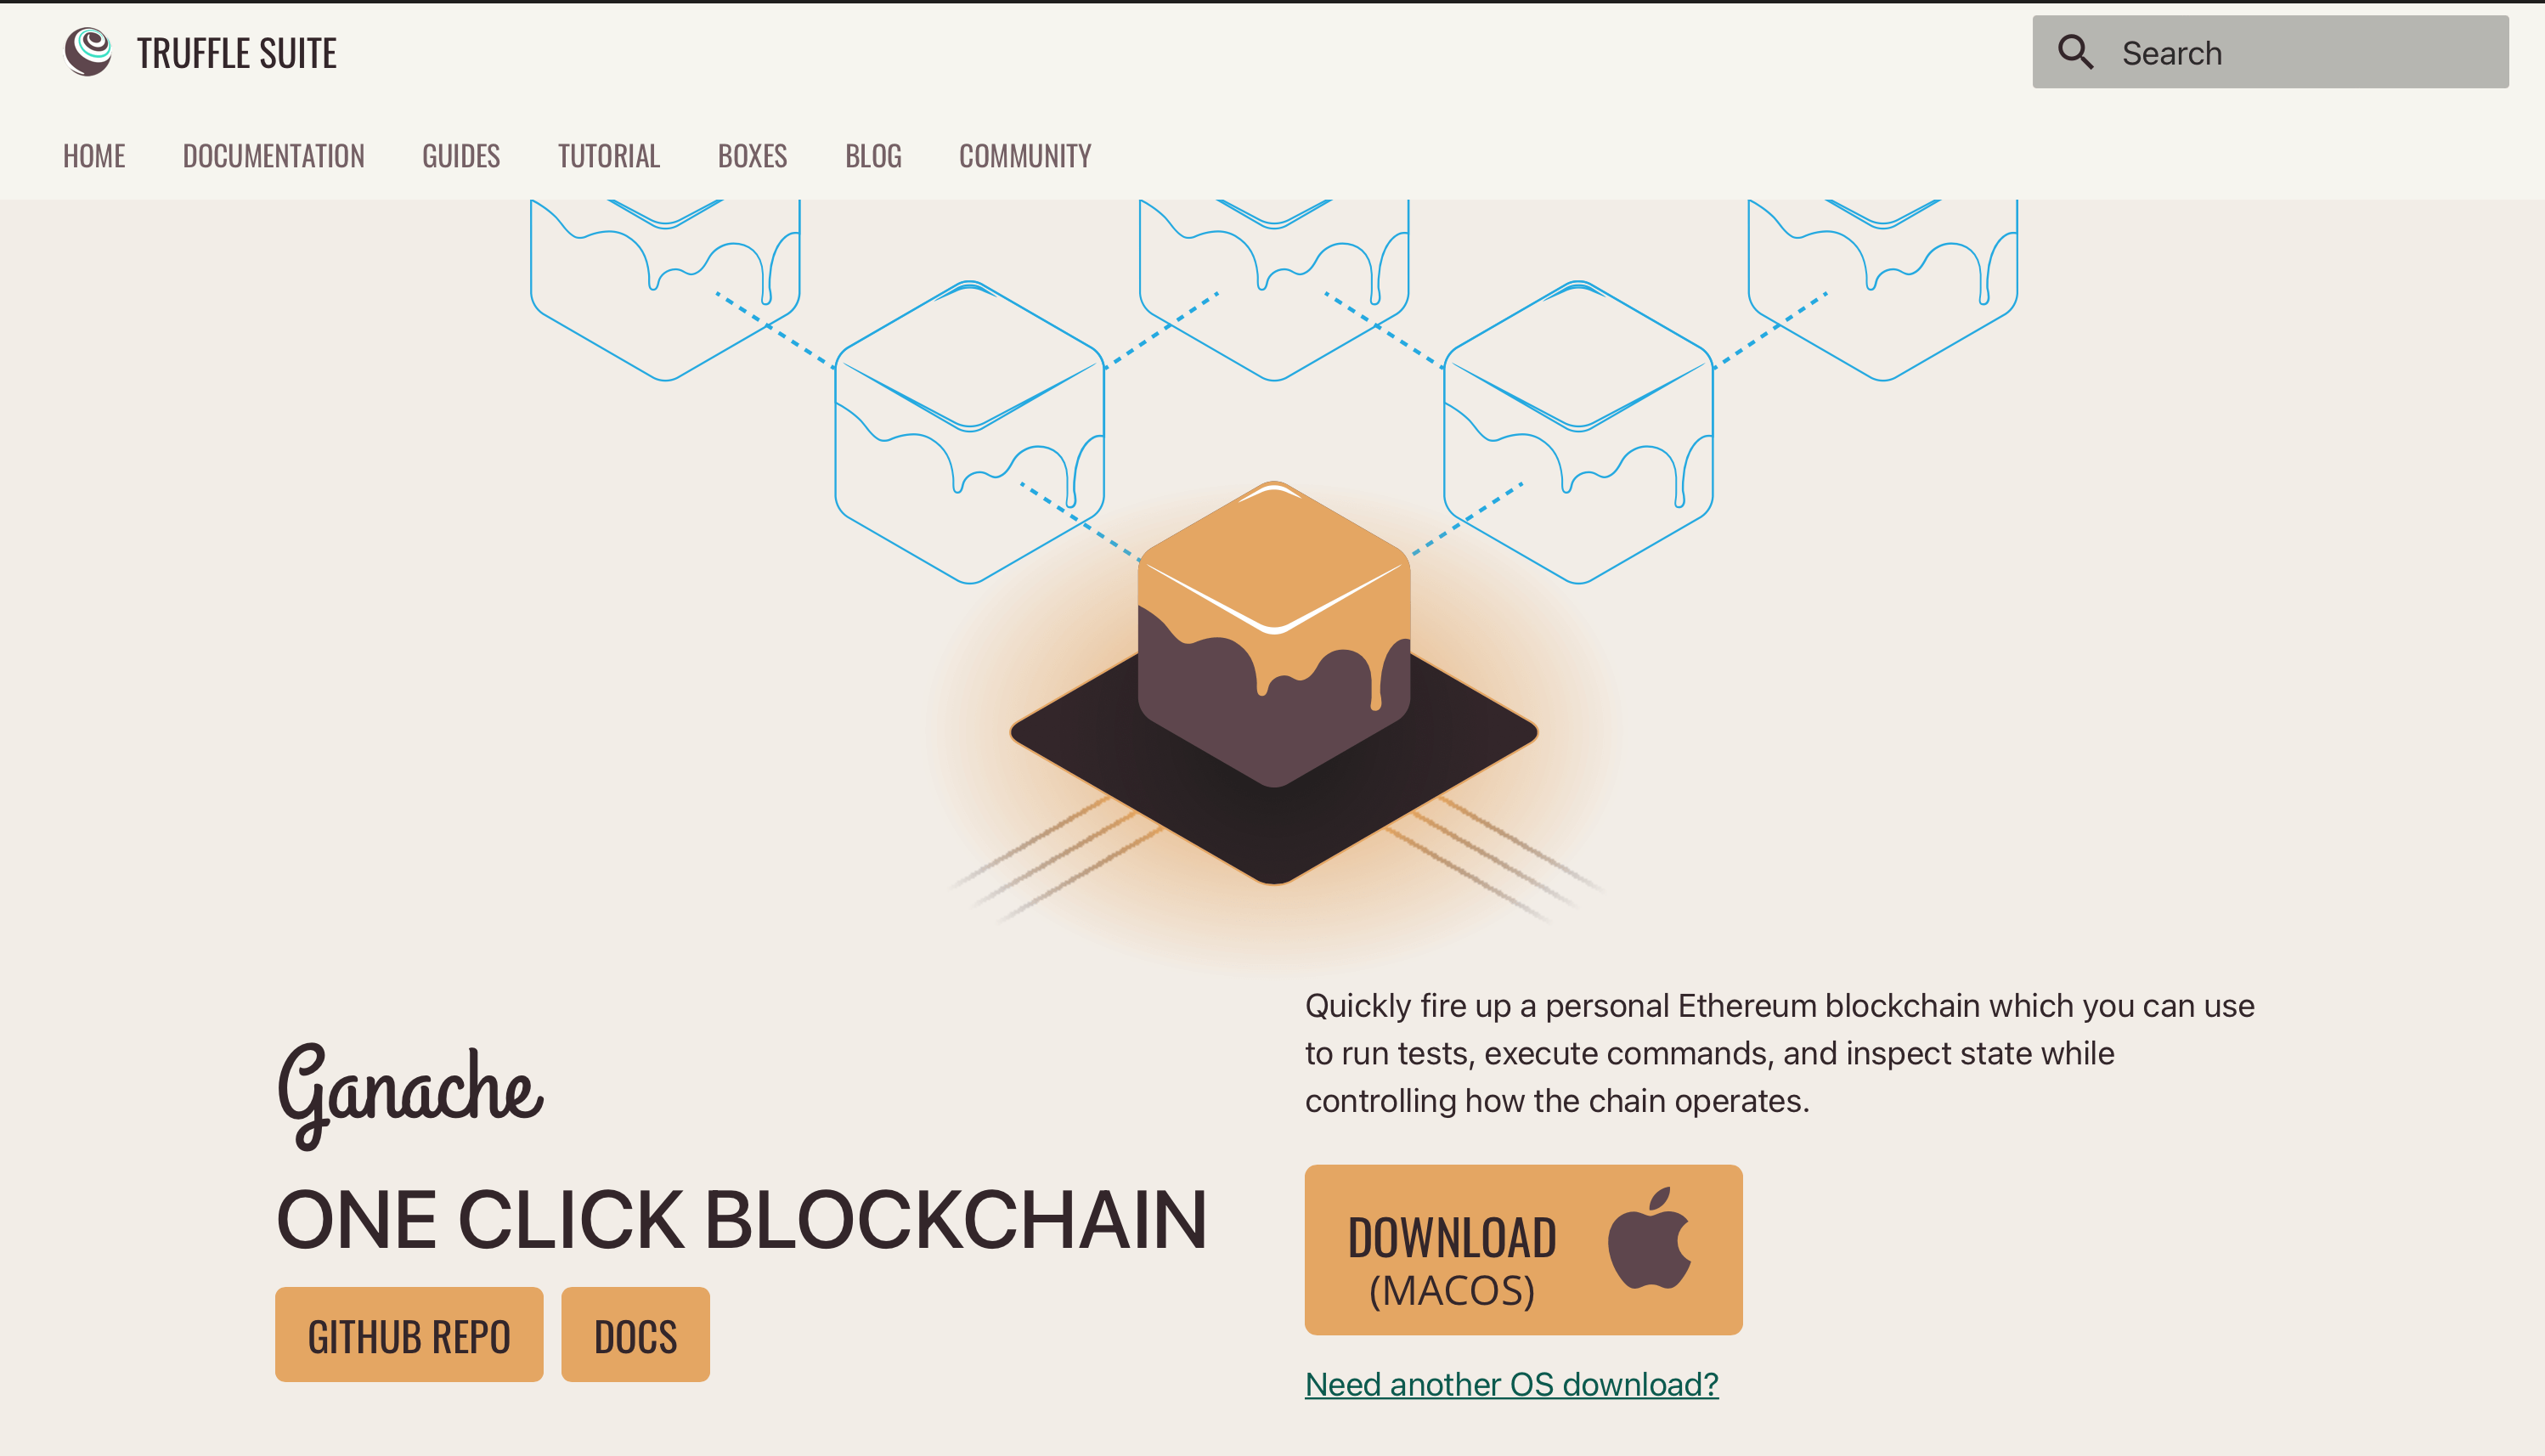 TRUFFLE SUITE
Search
HOME DOCUMENTATION GUIDES TUTORIAL BOXES BLOG COMMUNITY
Ganache
ONE CLICK BLOCKCHAIN
GITHUB REPO DOCS
Quickly fire up a personal Ethereum blockchain which you can use
to run tests, execute commands, and inspect state while
controlling how the chain operates.
DOWNLOAD
(MACOS)
Need another OS download?